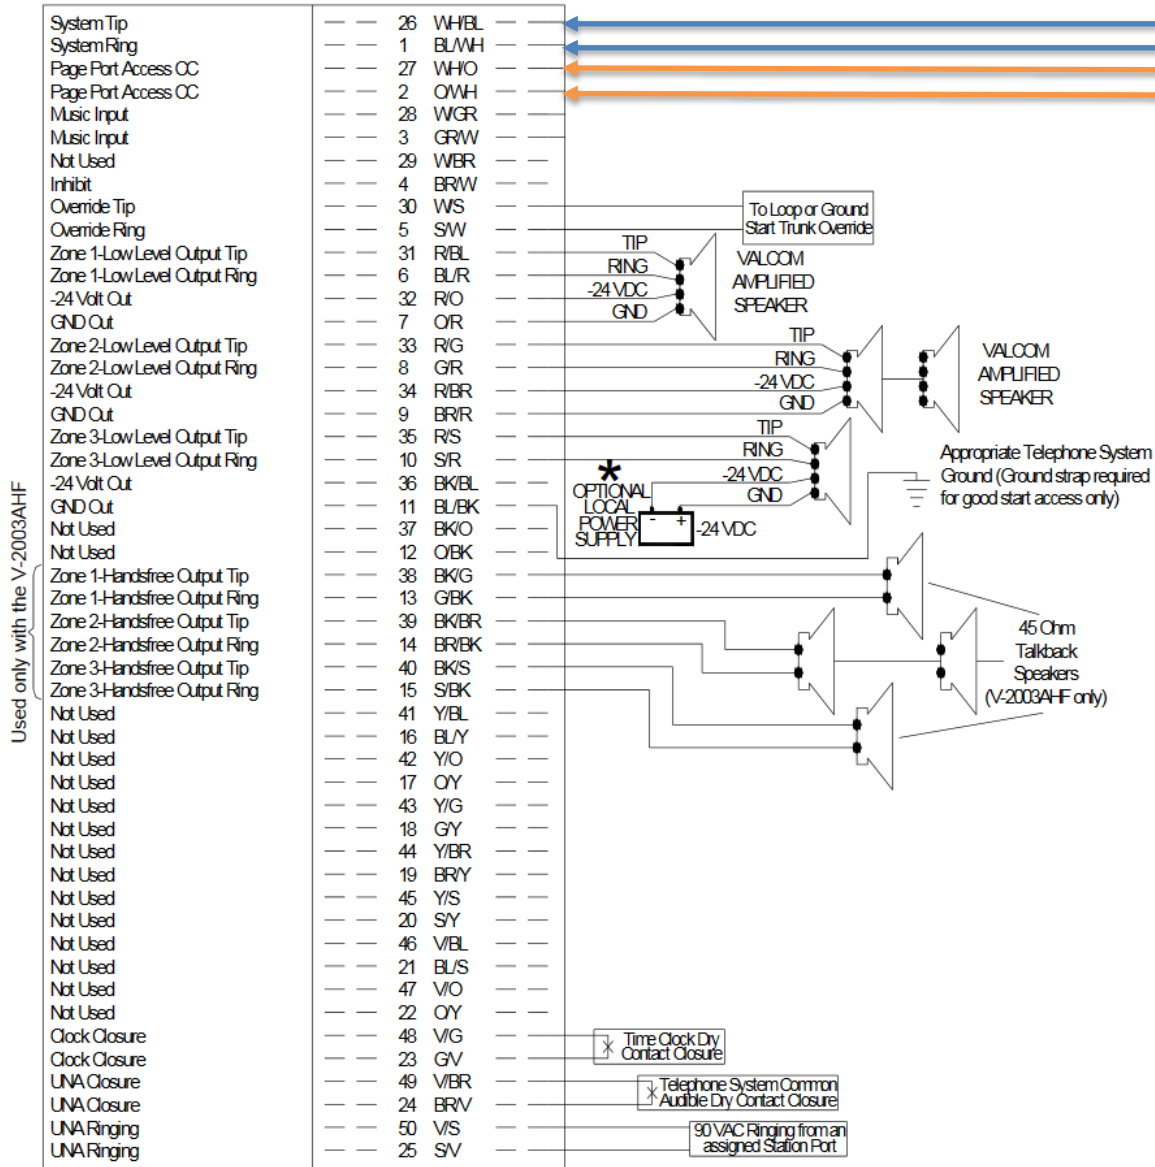 System Tip — — 26 WH/BL
System Ring — — 1 BL/WH — —
Page Port Access CC — — 27 WH/O — —
Page Port Access CC — — 2 O/WH — —
Music Input — — 28 W/GR — —
Music Input — — 3 GR/W — —
Not Used — — 29 W/BR — —
Inhibit — — 4 BR/W — —
Override Tip — — 30 W/S — —
Override Ring — — 5 S/W — —
To Loop or Ground
Start Trunk Override
Zone 1-Low Level Output Tip — — 31 R/BL — — TIP
Zone 1-Low Level Output Ring — — 6 BL/R — — RING
-24 Volt Out — — 32 R/O — — -24 VDC
GND Out — — 7 O/R — — GND
VALCOM
AMPLIFIED
SPEAKER
Zone 2-Low Level Output Tip — — 33 R/G — — TIP
Zone 2-Low Level Output Ring — — 8 G/R — — RING
-24 Volt Out — — 34 R/BR — — -24 VDC
GND Out — — 9 BR/R — — GND
VALCOM
AMPLIFIED
SPEAKER
Zone 3-Low Level Output Tip — — 35 R/S — — TIP
Zone 3-Low Level Output Ring — — 10 S/R — — RING
-24 Volt Out — — 36 BK/BL — — -24 VDC
GND Out — — 11 BL/BK — — GND
*
OPTIONAL
LOCAL
POWER
SUPPLY
- +
-24 VDC
Appropriate Telephone System
Ground (Ground strap required
for good start access only)
Not Used — — 37 BK/O — —
Not Used — — 12 O/BK — —
Used only with the V-2003AHF
Zone 1-Handsfree Output Tip — — 38 BK/G — —
Zone 1-Handsfree Output Ring — — 13 G/BK — —
Zone 2-Handsfree Output Tip — — 39 BK/BR — —
Zone 2-Handsfree Output Ring — — 14 BR/BK — —
Zone 3-Handsfree Output Tip — — 40 BK/S — —
Zone 3-Handsfree Output Ring — — 15 S/BK — —
45 Ohm
Talkback
Speakers
(V-2003AHF only)
Not Used — — 41 Y/BL — —
Not Used — — 16 BL/Y — —
Not Used — — 42 Y/O — —
Not Used — — 17 O/Y — —
Not Used — — 43 Y/G — —
Not Used — — 18 G/Y — —
Not Used — — 44 Y/BR — —
Not Used — — 19 BR/Y — —
Not Used — — 45 Y/S — —
Not Used — — 20 S/Y — —
Not Used — — 46 V/BL — —
Not Used — — 21 BL/S — —
Not Used — — 47 V/O — —
Not Used — — 22 O/Y — —
Clock Closure — — 48 V/G — —
Clock Closure — — 23 G/V — —
Time Clock Dry
Contact Closure
UNA Closure — — 49 V/BR — —
UNA Closure — — 24 BR/V — —
Telephone System Common
Audible Dry Contact Closure
UNA Ringing — — 50 V/S — —
UNA Ringing — — 25 S/V — —
90 VAC Ringing from an
assigned Station Port